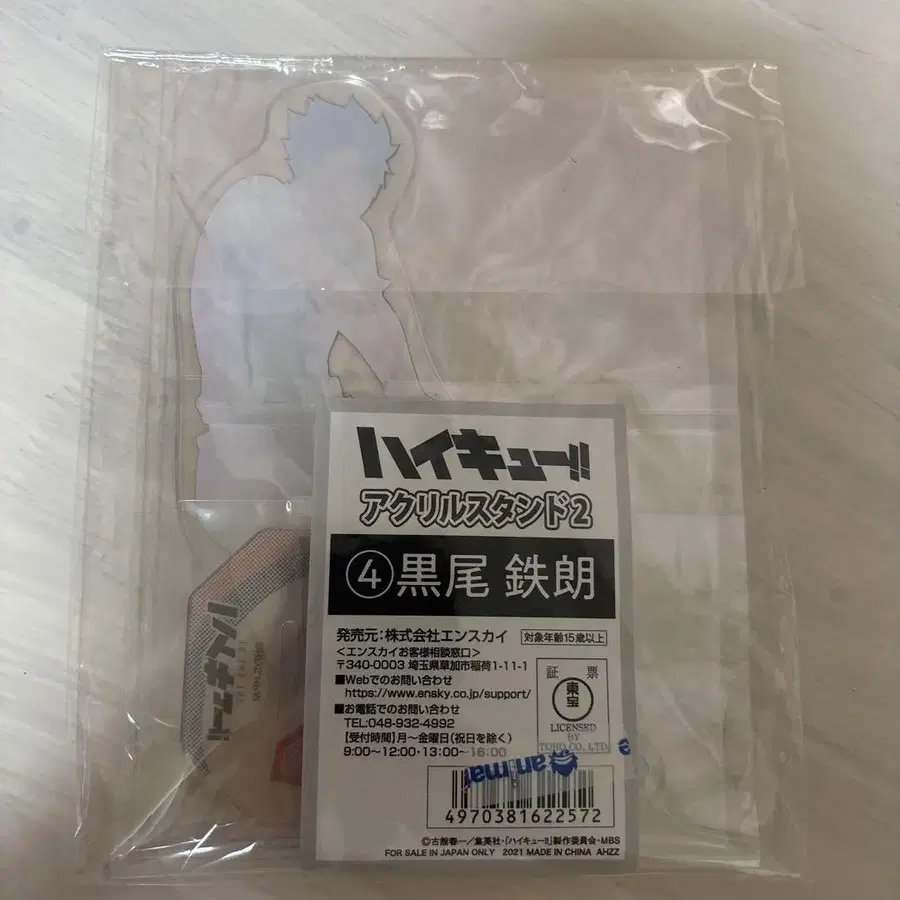 ハイキュー!!
アクリルスタンド2
④黒尾 鉄朗
発売元:株式会社エンスカイ
対象年齢15歳以上
<エンスカイお客様相談窓口>
〒340-0003 埼玉県草加市稲荷1-11-1
■Webでのお問い合わせ
https://www.ensky.co.jp/support/
■お電話でのお問い合わせ
TEL:048-932-4992
【受付時間】月〜金曜日(祝日を除く)
9:00〜12:00・13:00〜16:00
証 票
東宝
LICENSED
BY
TOHO CO., LTD.
animate
4970381622572
©古舘春一/集英社・「ハイキュー!!」製作委員会・MBS
FOR SALE IN JAPAN ONLY 2021 MADE IN CHINA AHZZ
ハイキュー!!